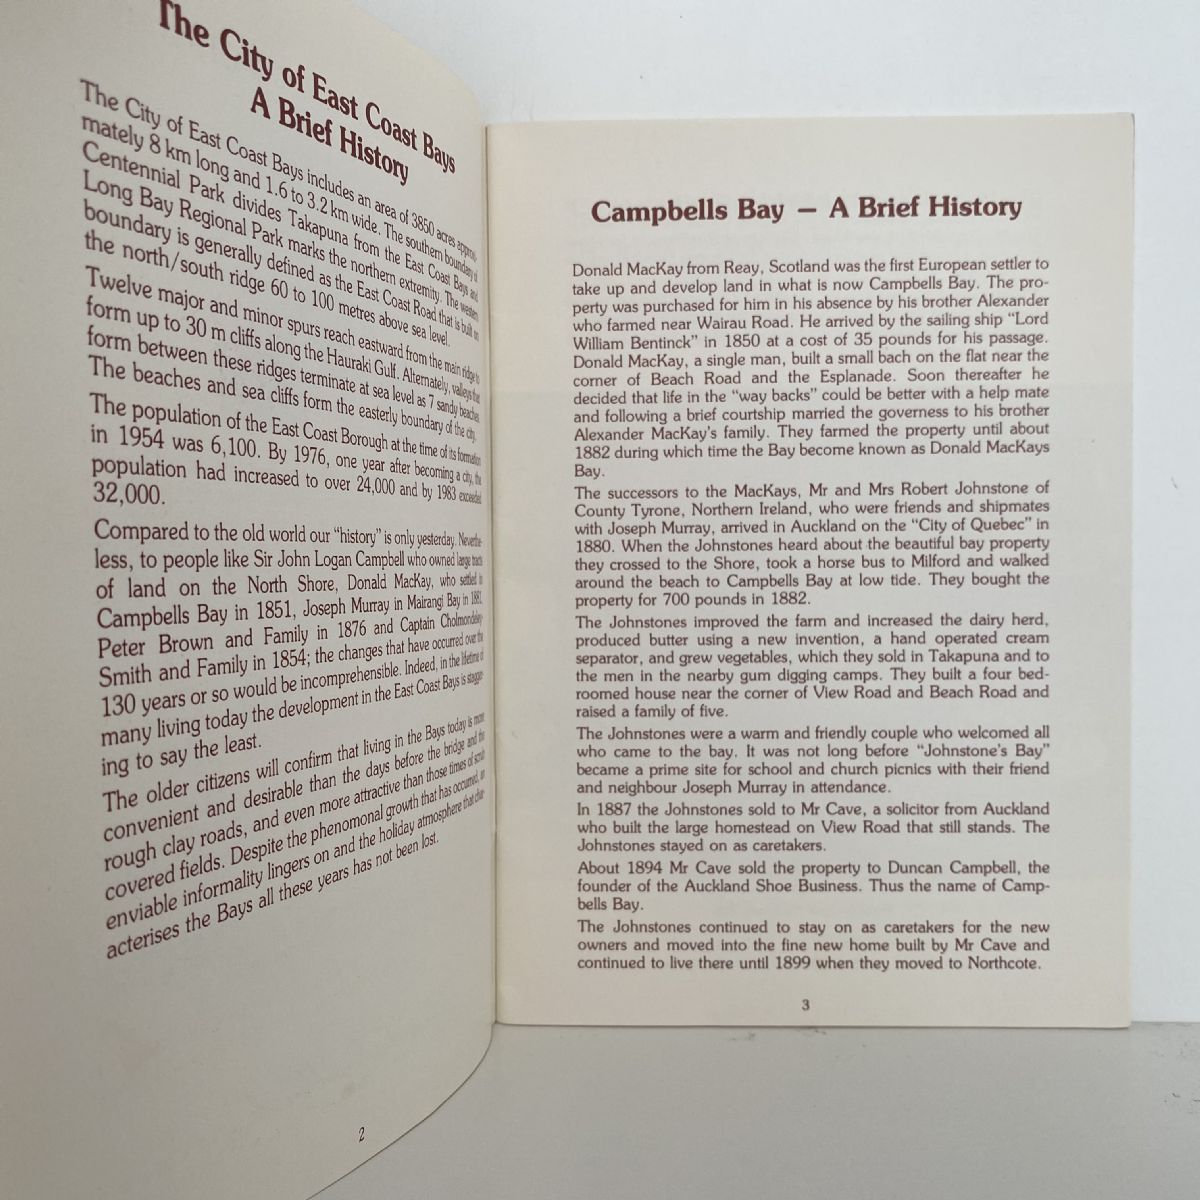 The City of East Coast Bays
A Brief History
The City of East Coast Bays includes an area of 3850 acres approxi-
mately 8 km long and 1.6 to 3.2 km wide. The southern boundary of
Centennial Park divides Takapuna from the East Coast Bays and
Long Bay Regional Park marks the northern extremity. The western
boundary is generally defined as the East Coast Road that is built on
the north/south ridge 60 to 100 metres above sea level.
Twelve major and minor spurs reach eastward from the main ridge to
form up to 30 m cliffs along the Hauraki Gulf. Alternately, valleys that
form between these ridges terminate at sea level as 7 sandy beaches.
The beaches and sea cliffs form the easterly boundary of the city.
The population of the East Coast Borough at the time of its formation
in 1954 was 6,100. By 1976, one year after becoming a city, the
population had increased to over 24,000 and by 1983 exceeded
32,000.
Compared to the old world our "history" is only yesterday. Neverthe-
less, to people like Sir John Logan Campbell who owned large tracts
of land on the North Shore, Donald MacKay, who settled in
Campbells Bay in 1851, Joseph Murray in Mairangi Bay in 1881,
Peter Brown and Family in 1876 and Captain Cholmondeley-
Smith and Family in 1854; the changes that have occurred over the
130 years or so would be incomprehensible. Indeed, in the lifetime of
many living today the development in the East Coast Bays is stagger-
ing to say the least.
The older citizens will confirm that living in the Bays today is more
convenient and desirable than the days before the bridge and the
rough clay roads, and even more attractive than those times of scrub
covered fields. Despite the phenomonal growth that has occurred, an
enviable informality lingers on and the holiday atmosphere that char-
acterises the Bays all these years has not been lost.
2
Campbells Bay — A Brief History
Donald MacKay from Reay, Scotland was the first European settler to
take up and develop land in what is now Campbells Bay. The pro-
perty was purchased for him in his absence by his brother Alexander
who farmed near Wairau Road. He arrived by the sailing ship "Lord
William Bentinck" in 1850 at a cost of 35 pounds for his passage.
Donald MacKay, a single man, built a small bach on the flat near the
corner of Beach Road and the Esplanade. Soon thereafter he
decided that life in the "way backs" could be better with a help mate
and following a brief courtship married the governess to his brother
Alexander MacKay's family. They farmed the property until about
1882 during which time the Bay become known as Donald MacKays
Bay.
The successors to the MacKays, Mr and Mrs Robert Johnstone of
County Tyrone, Northern Ireland, who were friends and shipmates
with Joseph Murray, arrived in Auckland on the "City of Quebec" in
1880. When the Johnstones heard about the beautiful bay property
they crossed to the Shore, took a horse bus to Milford and walked
around the beach to Campbells Bay at low tide. They bought the
property for 700 pounds in 1882.
The Johnstones improved the farm and increased the dairy herd,
produced butter using a new invention, a hand operated cream
separator, and grew vegetables, which they sold in Takapuna and to
the men in the nearby gum digging camps. They built a four bed-
roomed house near the corner of View Road and Beach Road and
raised a family of five.
The Johnstones were a warm and friendly couple who welcomed all
who came to the bay. It was not long before "Johnstone's Bay"
became a prime site for school and church picnics with their friend
and neighbour Joseph Murray in attendance.
In 1887 the Johnstones sold to Mr Cave, a solicitor from Auckland
who built the large homestead on View Road that still stands. The
Johnstones stayed on as caretakers.
About 1894 Mr Cave sold the property to Duncan Campbell, the
founder of the Auckland Shoe Business. Thus the name of Camp-
bells Bay.
The Johnstones continued to stay on as caretakers for the new
owners and moved into the fine new home built by Mr Cave and
continued to live there until 1899 when they moved to Northcote.
3